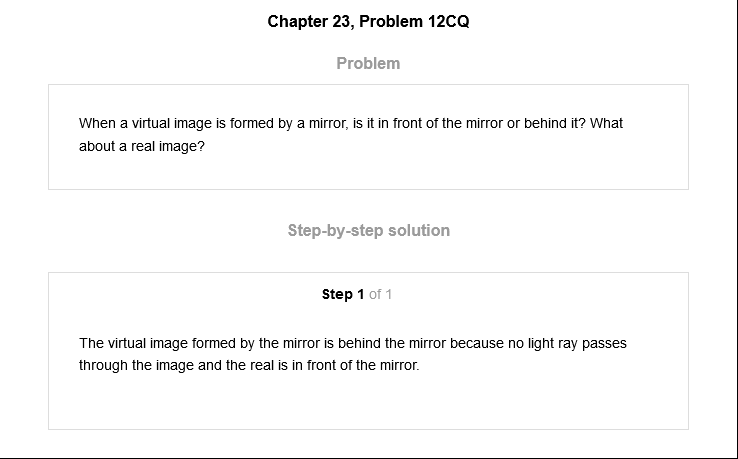 Chapter 23, Problem 12CQ
Problem
When a virtual image is formed by a mirror, is it in front of the mirror or behind it? What
about a real image?
Step-by-step solution
Step 1 of 1
The virtual image formed by the mirror is behind the mirror because no light ray passes
through the image and the real is in front of the mirror.